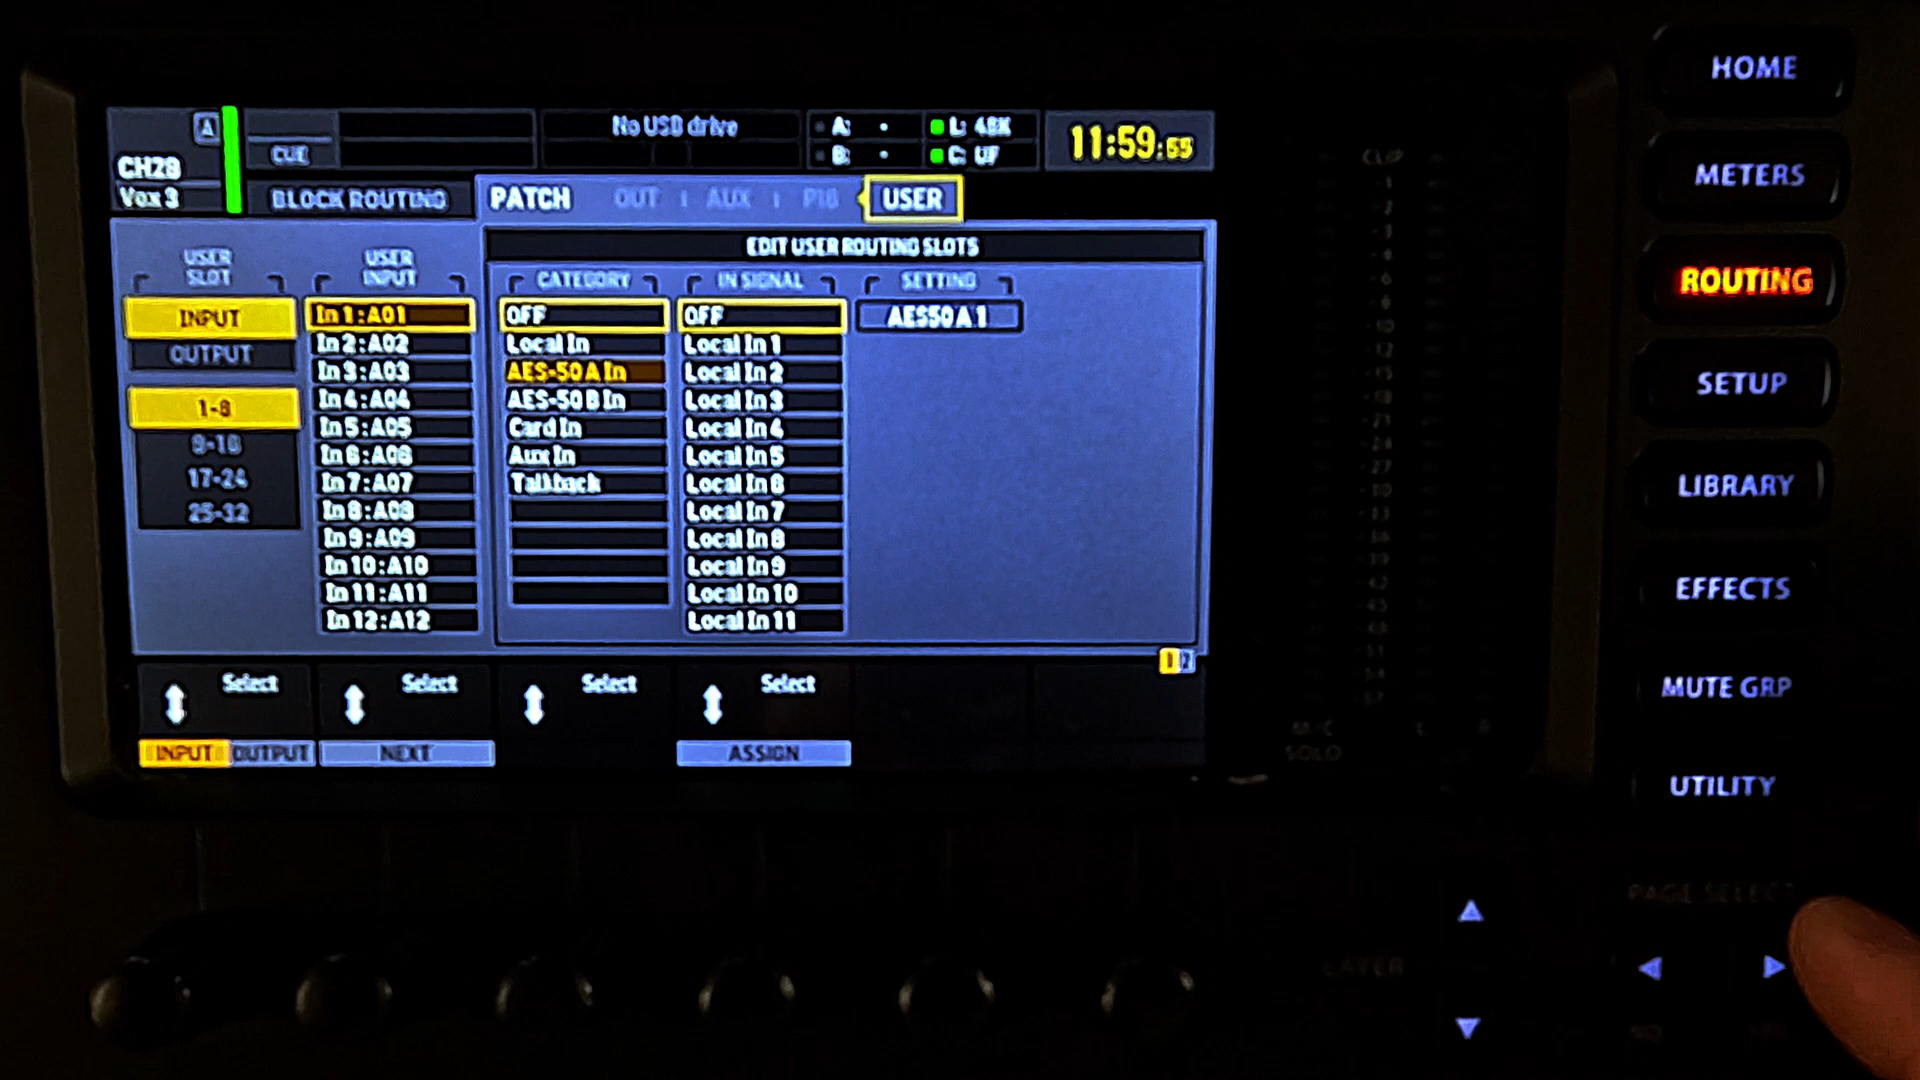 A
CH28
Vox 3
CUE
No USB drive
A:
B:
L: 48K
C: UF
11:59:55
BLOCK ROUTING
PATCH
OUT
AUX
P16
USER
EDIT USER ROUTING SLOTS
USER SLOT
INPUT
OUTPUT
1-8
9-16
17-24
25-32
USER INPUT
In 1 : A01
In 2 : A02
In 3 : A03
In 4 : A04
In 5 : A05
In 6 : A06
In 7 : A07
In 8 : A08
In 9 : A09
In 10 : A10
In 11 : A11
In 12 : A12
CATEGORY
OFF
Local In
AES-50 A In
AES-50 B In
Card In
Aux In
Talkback
IN SIGNAL
OFF
Local In 1
Local In 2
Local In 3
Local In 4
Local In 5
Local In 6
Local In 7
Local In 8
Local In 9
Local In 10
Local In 11
SETTING
AES50 A 1
1 2
Select
Select
Select
Select
INPUT OUTPUT
NEXT
ASSIGN
CLIP
SOLO
HOME
METERS
ROUTING
SETUP
LIBRARY
EFFECTS
MUTE GRP
UTILITY
PAGE SELECT
LAYER